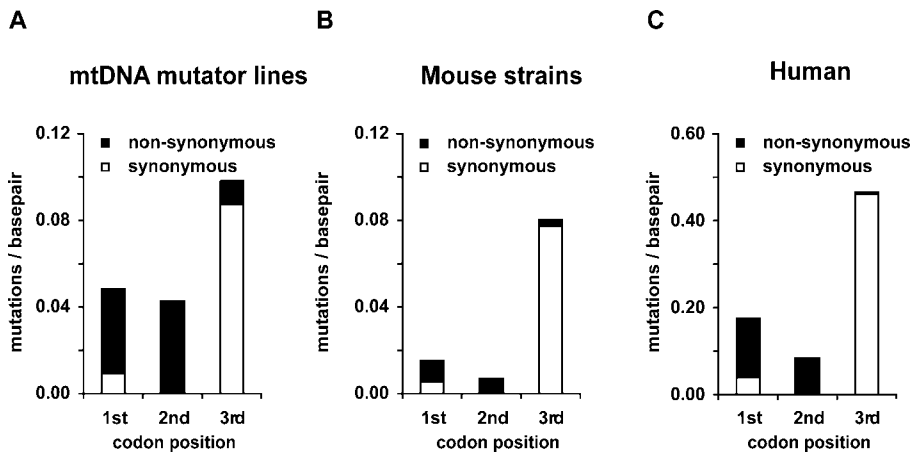 A
mtDNA mutator lines
mutations / basepair
0.12
0.08
0.04
0.00
non-synonymous
synonymous
1st 2nd 3rd
codon position
B
Mouse strains
mutations / basepair
0.12
0.08
0.04
0.00
non-synonymous
synonymous
1st 2nd 3rd
codon position
C
Human
mutations / basepair
0.60
0.40
0.20
0.00
non-synonymous
synonymous
1st 2nd 3rd
codon position